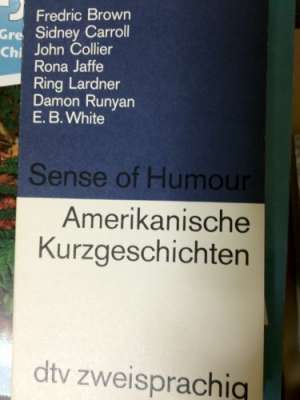 Fredric Brown
Sidney Carroll
John Collier
Rona Jaffe
Ring Lardner
Damon Runyan
E. B. White
Sense of Humour
Amerikanische
Kurzgeschichten
dtv zweisprachig